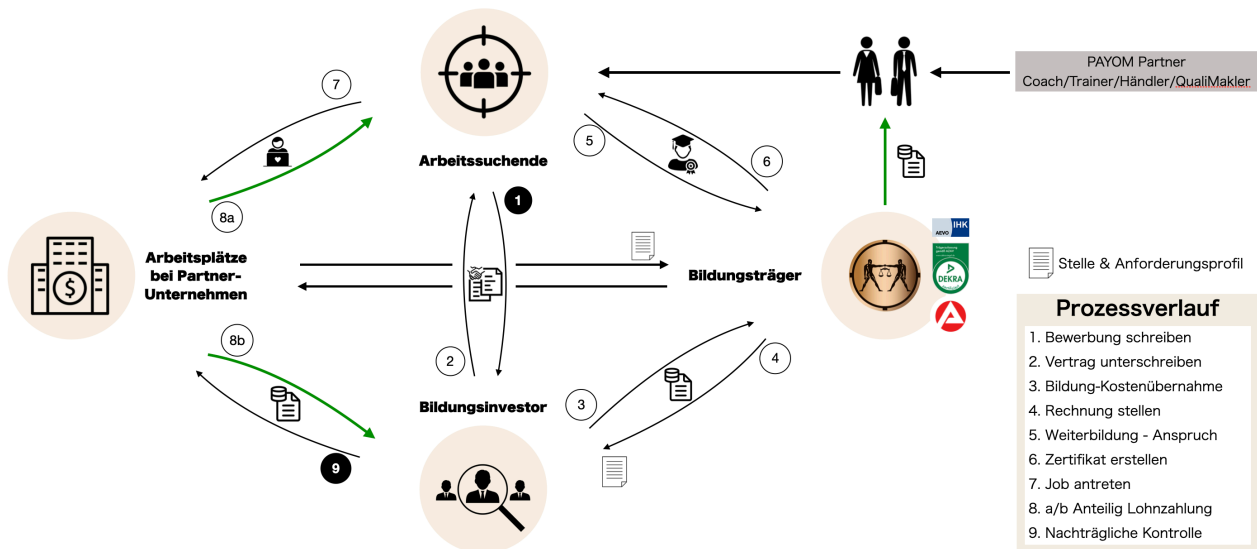 PAYOM Partner
Coach/Trainer/Händler/QualiMakler
7
5
6
Arbeitssuchende
8a
1
IHK
AEVO
DEKRA
Arbeitsplätze
bei Partner-
Unternehmen
$
Bildungsträger
Stelle & Anforderungsprofil
8b
2
4
3
Bildungsinvestor
9
Prozessverlauf
1. Bewerbung schreiben
2. Vertrag unterschreiben
3. Bildung-Kostenübernahme
4. Rechnung stellen
5. Weiterbildung - Anspruch
6. Zertifikat erstellen
7. Job antreten
8. a/b Anteilig Lohnzahlung
9. Nachträgliche Kontrolle